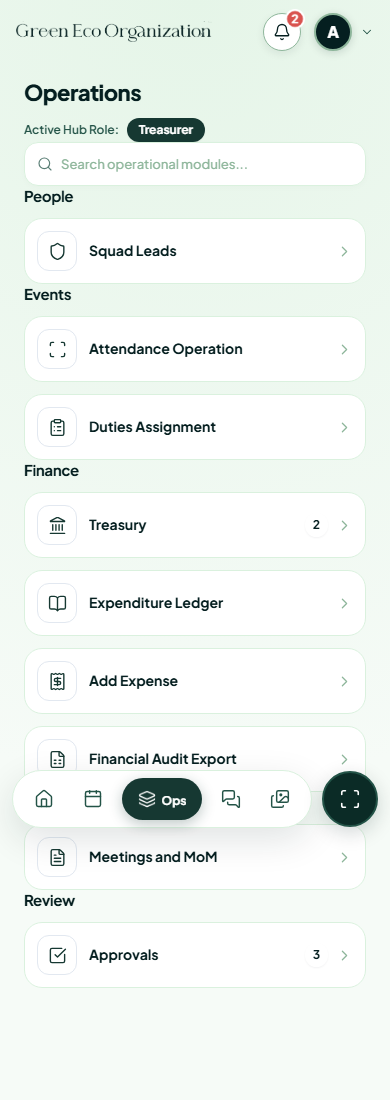 Green Eco Organization
2
A
Operations
Active Hub Role: Treasurer
Search operational modules...
People
Squad Leads
Events
Attendance Operation
Duties Assignment
Finance
Treasury 2
Expenditure Ledger
Add Expense
Financial Audit Export
Ops
Meetings and MoM
Review
Approvals 3